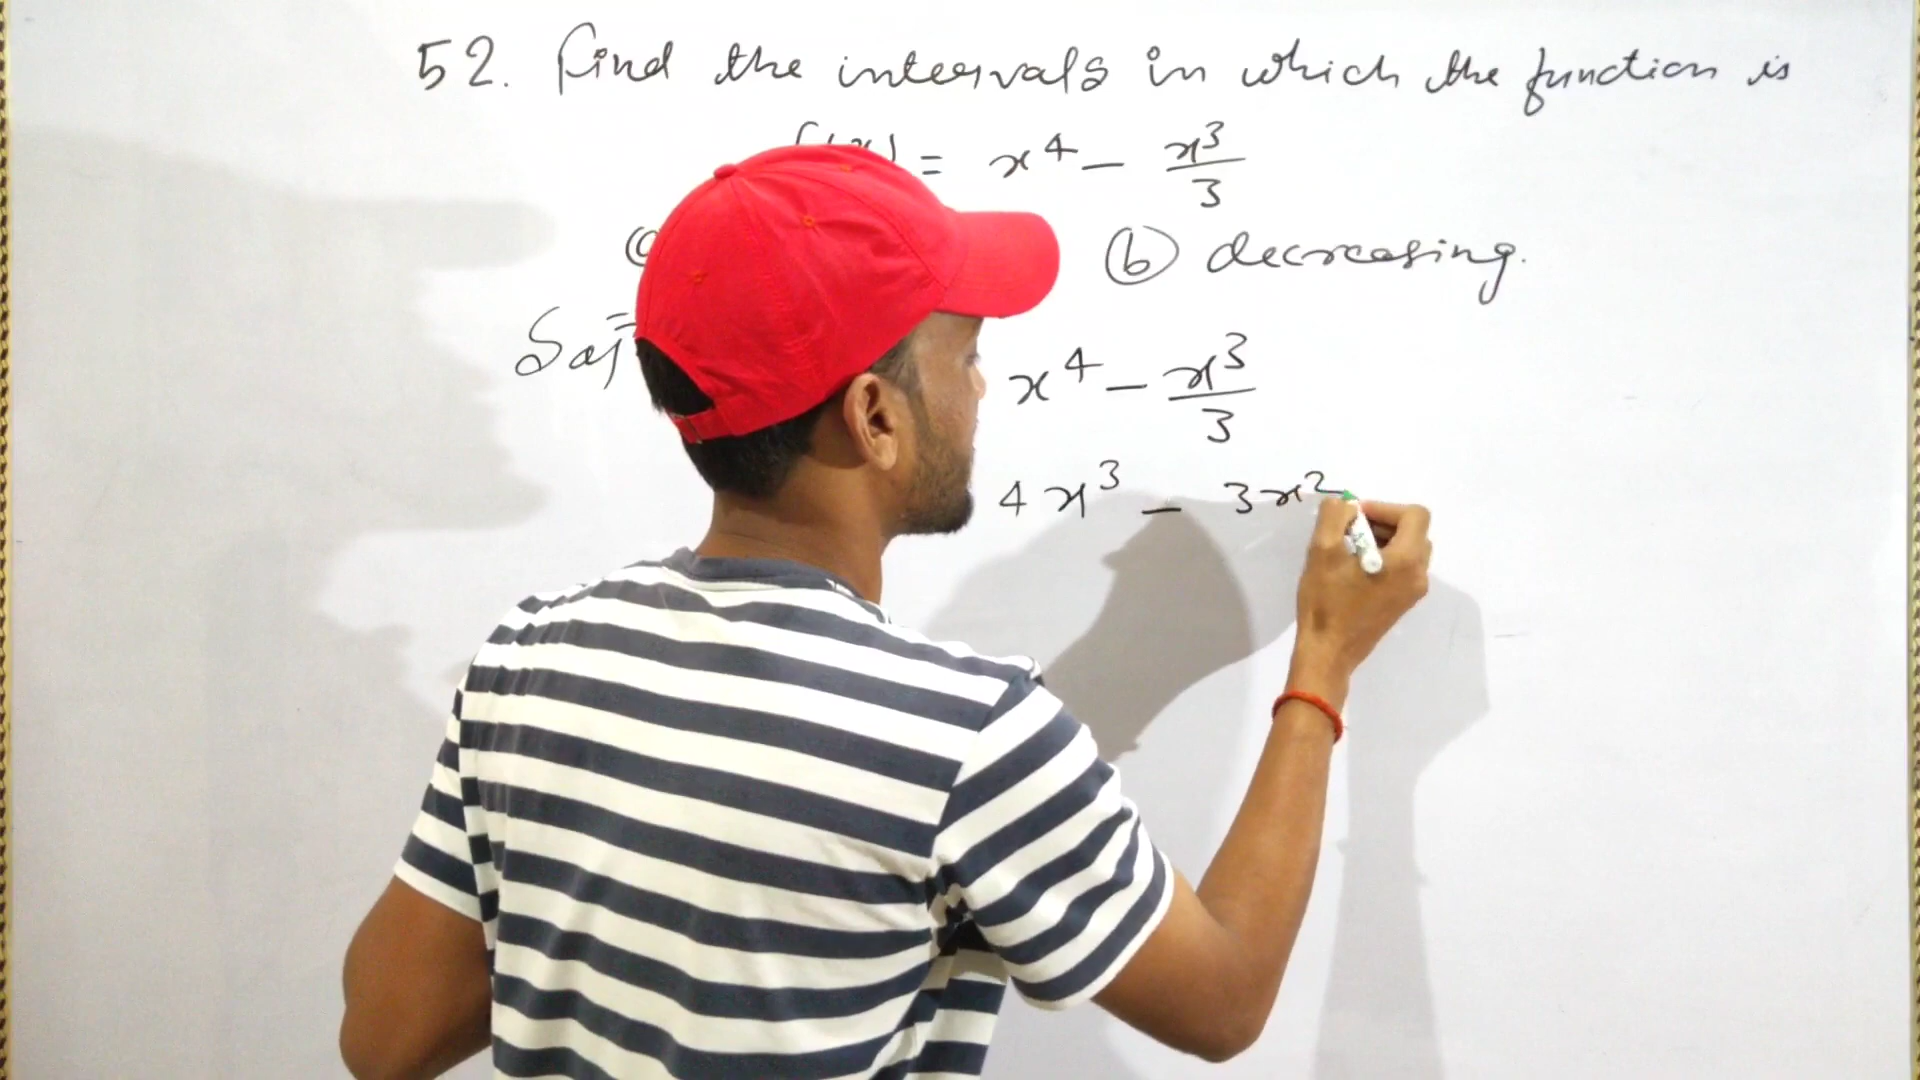 52. Find the intervals in which the function is
= x⁴ - x³/3
(b) decreasing.
x⁴ - x³/3
4x³ - 3x²